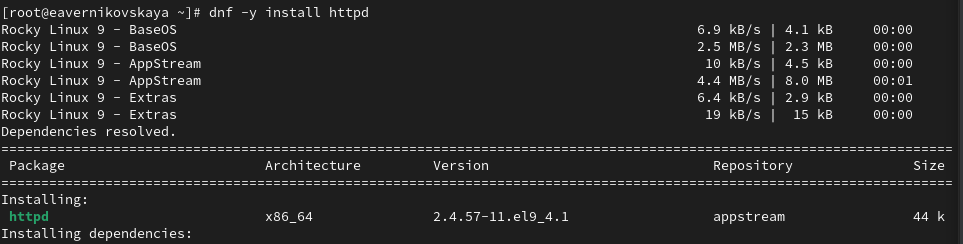 [root@eavernikovskaya ~]# dnf -y install httpd
Rocky Linux 9 - BaseOS 6.9 kB/s | 4.1 kB 00:00
Rocky Linux 9 - BaseOS 2.5 MB/s | 2.3 MB 00:00
Rocky Linux 9 - AppStream 10 kB/s | 4.5 kB 00:00
Rocky Linux 9 - AppStream 4.4 MB/s | 8.0 MB 00:01
Rocky Linux 9 - Extras 6.4 kB/s | 2.9 kB 00:00
Rocky Linux 9 - Extras 19 kB/s | 15 kB 00:00
Dependencies resolved.
Package Architecture Version Repository Size
Installing:
httpd x86_64 2.4.57-11.el9_4.1 appstream 44 k
Installing dependencies: